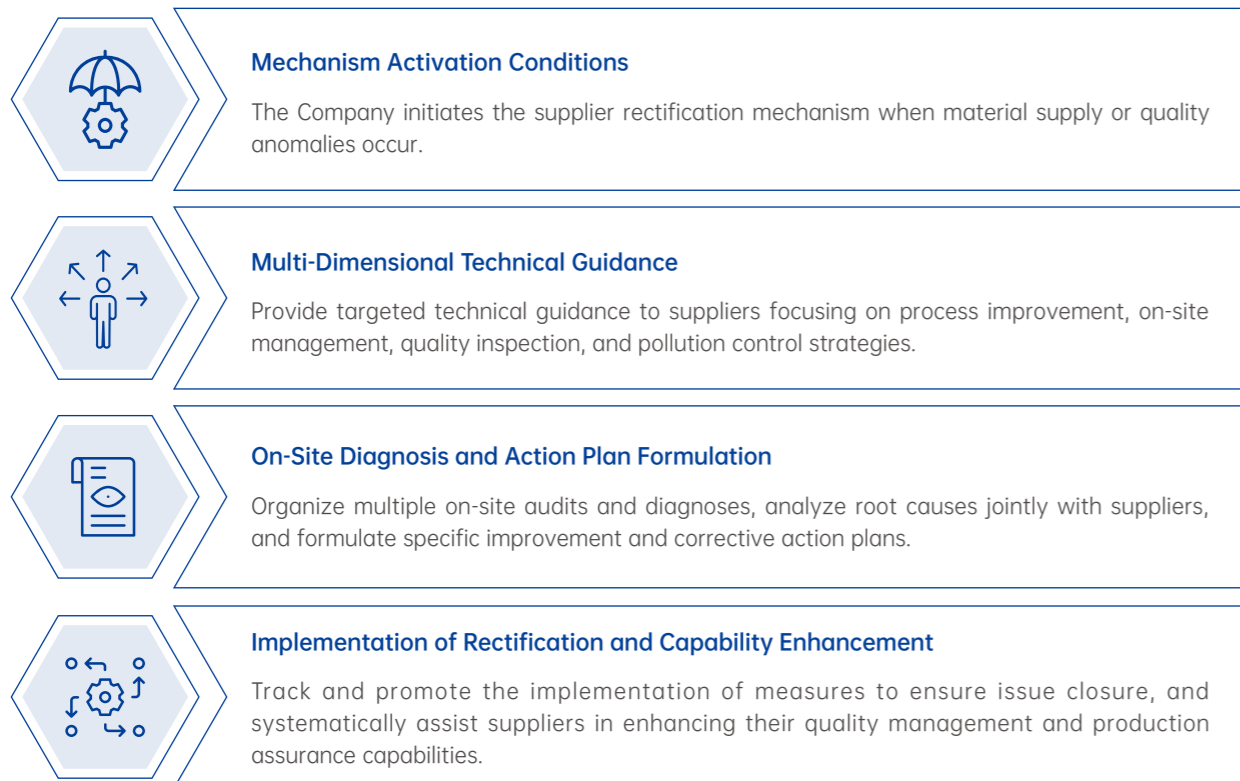 Mechanism Activation Conditions
The Company initiates the supplier rectification mechanism when material supply or quality
anomalies occur.
Multi-Dimensional Technical Guidance
Provide targeted technical guidance to suppliers focusing on process improvement, on-site
management, quality inspection, and pollution control strategies.
On-Site Diagnosis and Action Plan Formulation
Organize multiple on-site audits and diagnoses, analyze root causes jointly with suppliers,
and formulate specific improvement and corrective action plans.
Implementation of Rectification and Capability Enhancement
Track and promote the implementation of measures to ensure issue closure, and
systematically assist suppliers in enhancing their quality management and production
assurance capabilities.